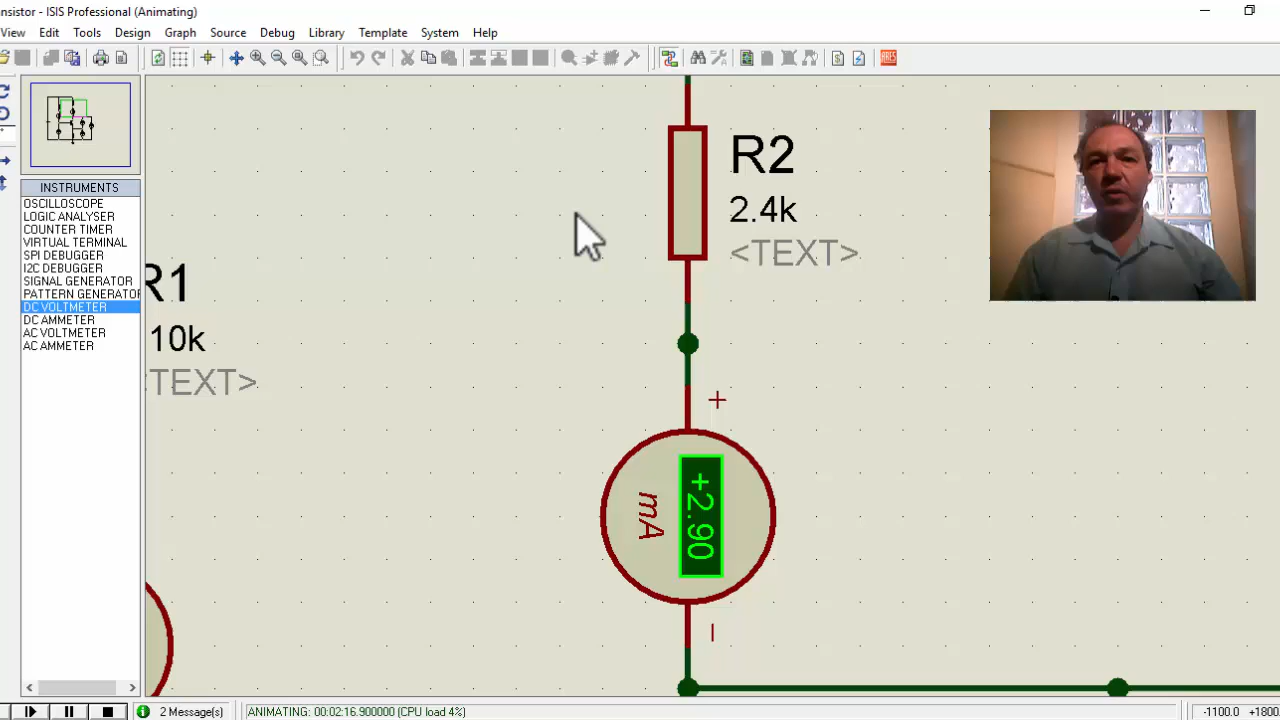 nsistor - ISIS Professional (Animating)
View Edit Tools Design Graph Source Debug Library Template System Help
ARES
INSTRUMENTS
OSCILLOSCOPE
LOGIC ANALYSER
COUNTER TIMER
VIRTUAL TERMINAL
SPI DEBUGGER
I2C DEBUGGER
SIGNAL GENERATOR
PATTERN GENERATOR
DC VOLTMETER
DC AMMETER
AC VOLTMETER
AC AMMETER
R2
2.4k
<TEXT>
R1
10k
<TEXT>
+
+2.90
mA
2 Message(s)
ANIMATING: 00:02:16.900000 (CPU load 4%)
-1100.0 +1800